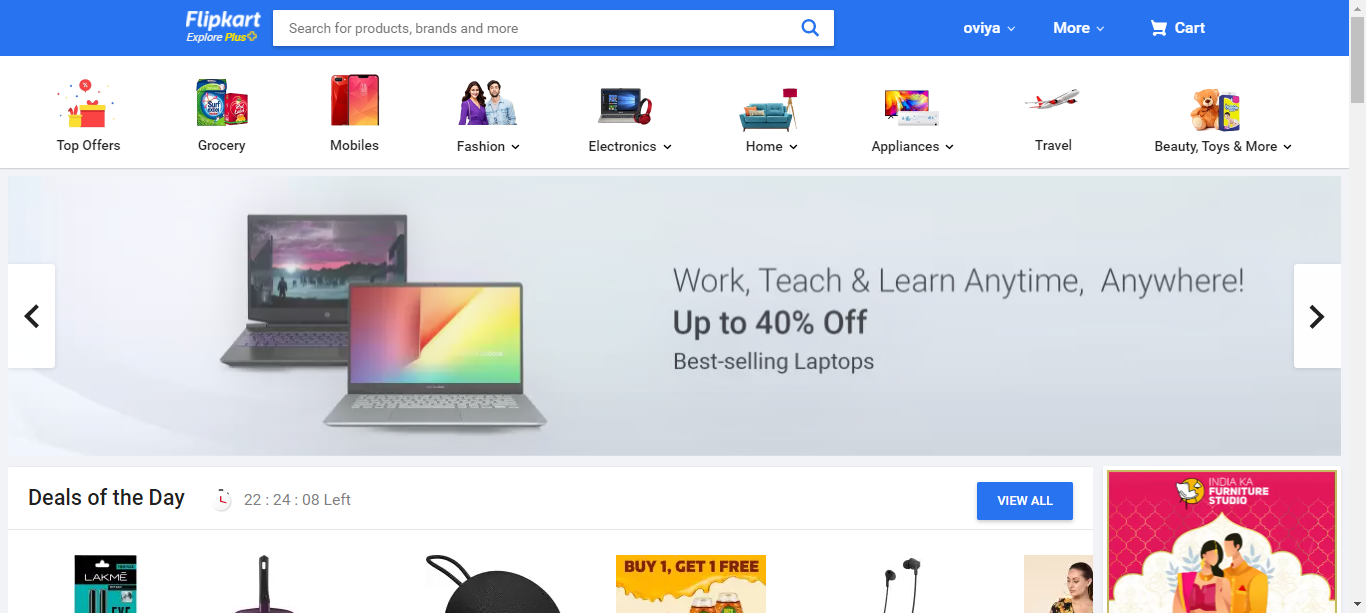 Flipkart
Explore Plus
Search for products, brands and more
oviya
More
Cart
Top Offers
Grocery
Mobiles
Fashion
Electronics
Home
Appliances
Travel
Beauty, Toys & More
Work, Teach & Learn Anytime, Anywhere!
Up to 40% Off
Best-selling Laptops
Deals of the Day
22 : 24 : 08 Left
VIEW ALL
INDIA KA
FURNITURE
STUDIO
LAKMÉ
EYE
BUY 1, GET 1 FREE